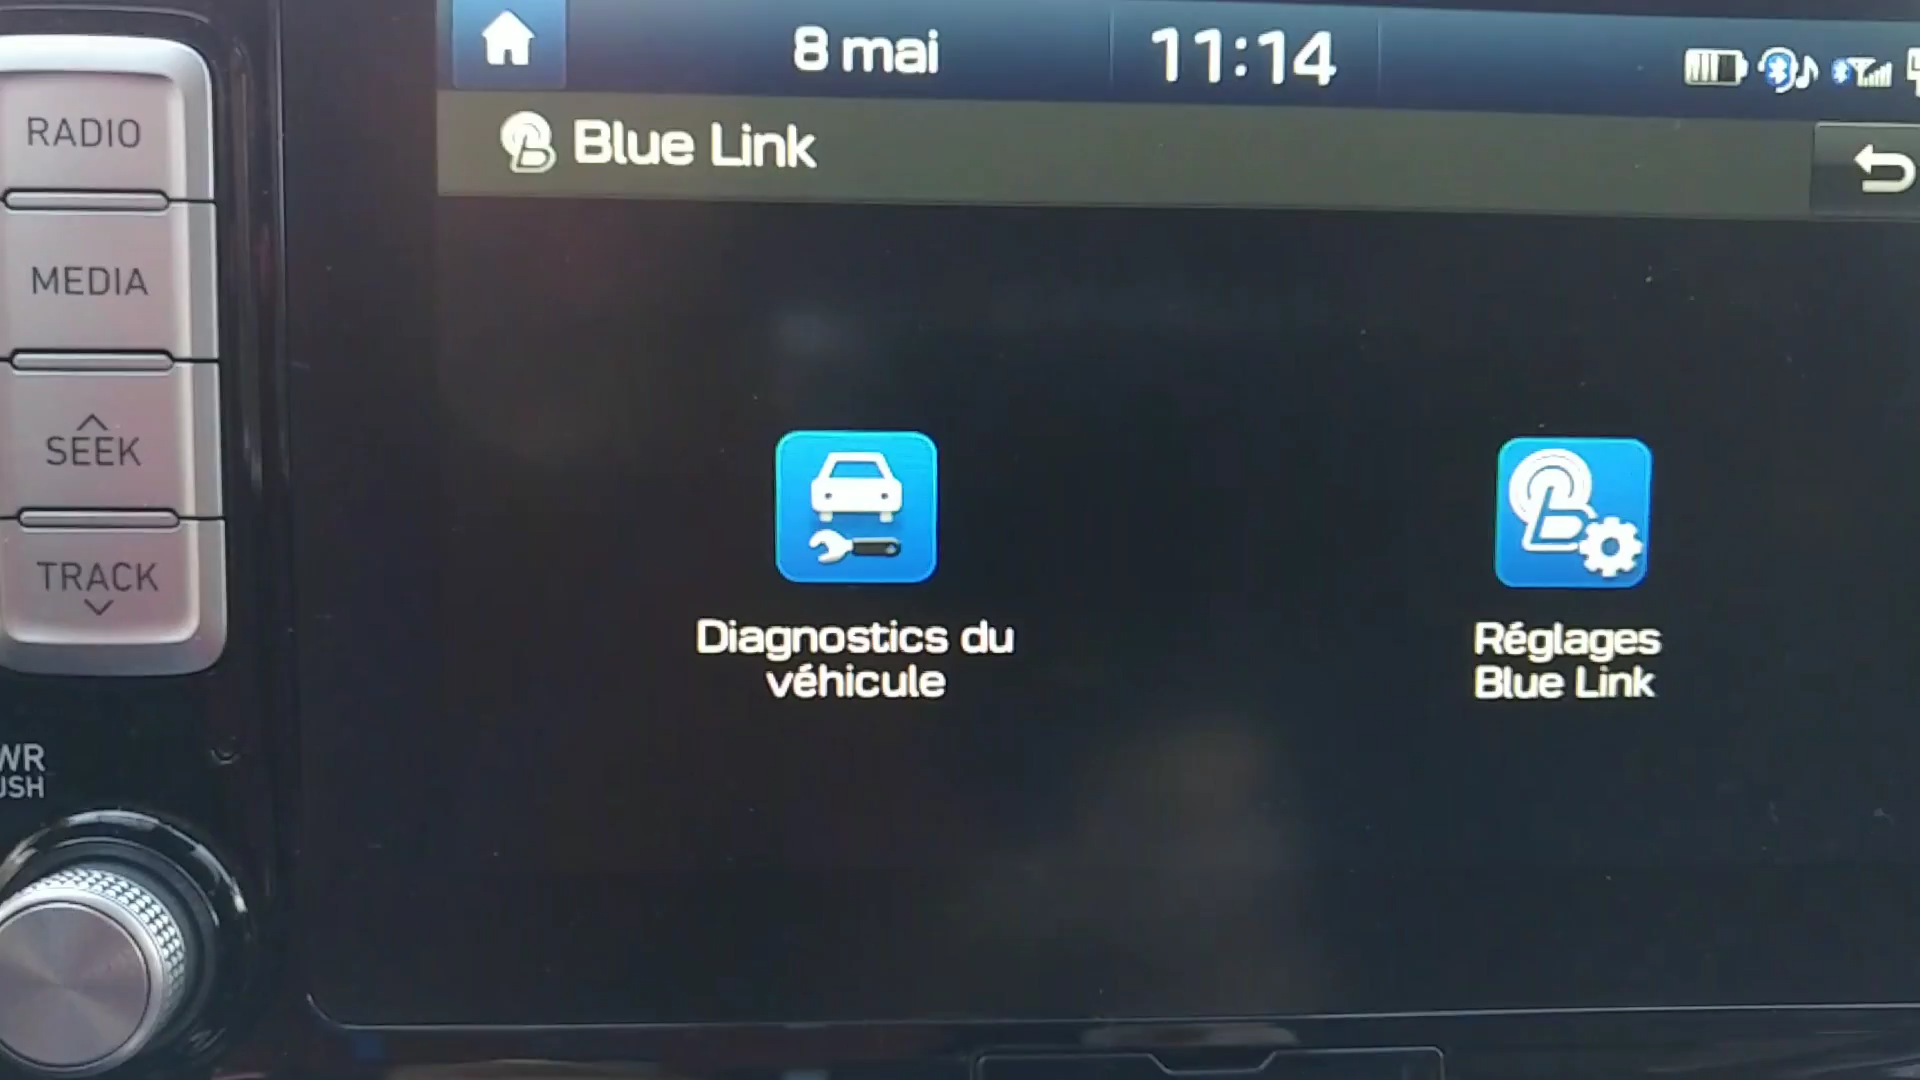 8 mai
11:14
Blue Link
RADIO
MEDIA
SEEK
TRACK
Diagnostics du
véhicule
Réglages
Blue Link